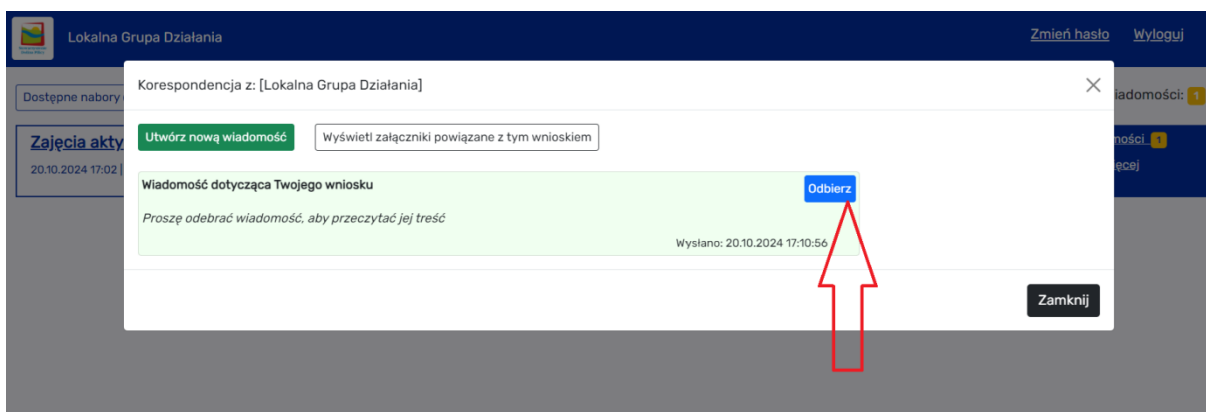 Lokalna Grupa Działania
Zmień hasło Wyloguj
Korespondencja z: [Lokalna Grupa Działania]
Dostępne nabory
iadomości: 1
Utwórz nową wiadomość Wyświetl załączniki powiązane z tym wnioskiem
Zajęcia akty
ności 1
20.10.2024 17:02 |
ęcej
Wiadomość dotycząca Twojego wniosku
Odbierz
Proszę odebrać wiadomość, aby przeczytać jej treść
Wysłano: 20.10.2024 17:10:56
Zamknij